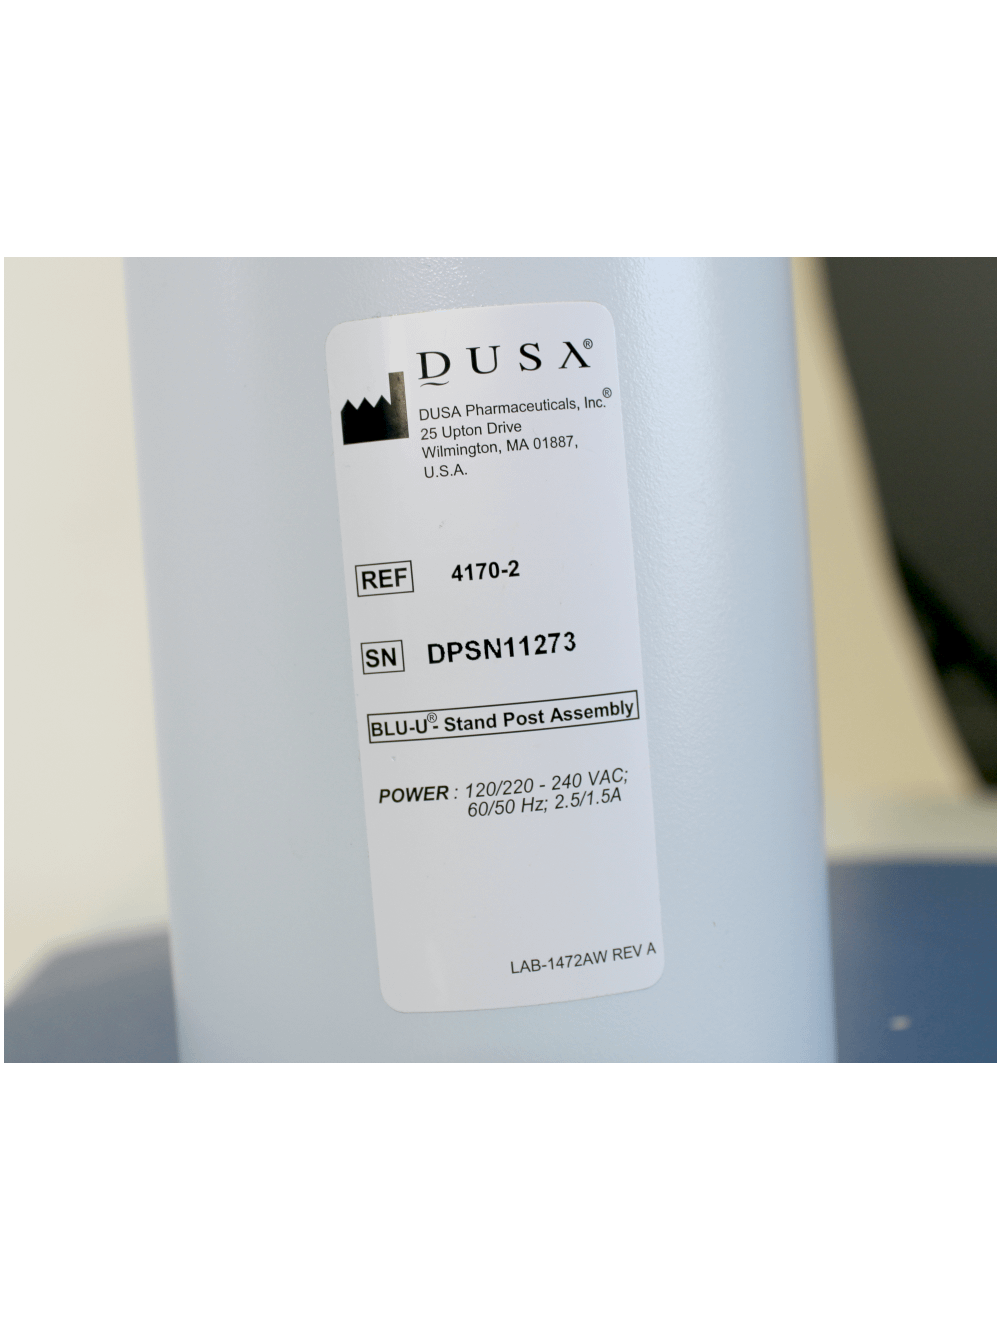 DUSA®
DUSA Pharmaceuticals, Inc.®
25 Upton Drive
Wilmington, MA 01887,
U.S.A.
REF 4170-2
SN DPSN11273
BLU-U®- Stand Post Assembly
POWER : 120/220 - 240 VAC;
60/50 Hz; 2.5/1.5A
LAB-1472AW REV A